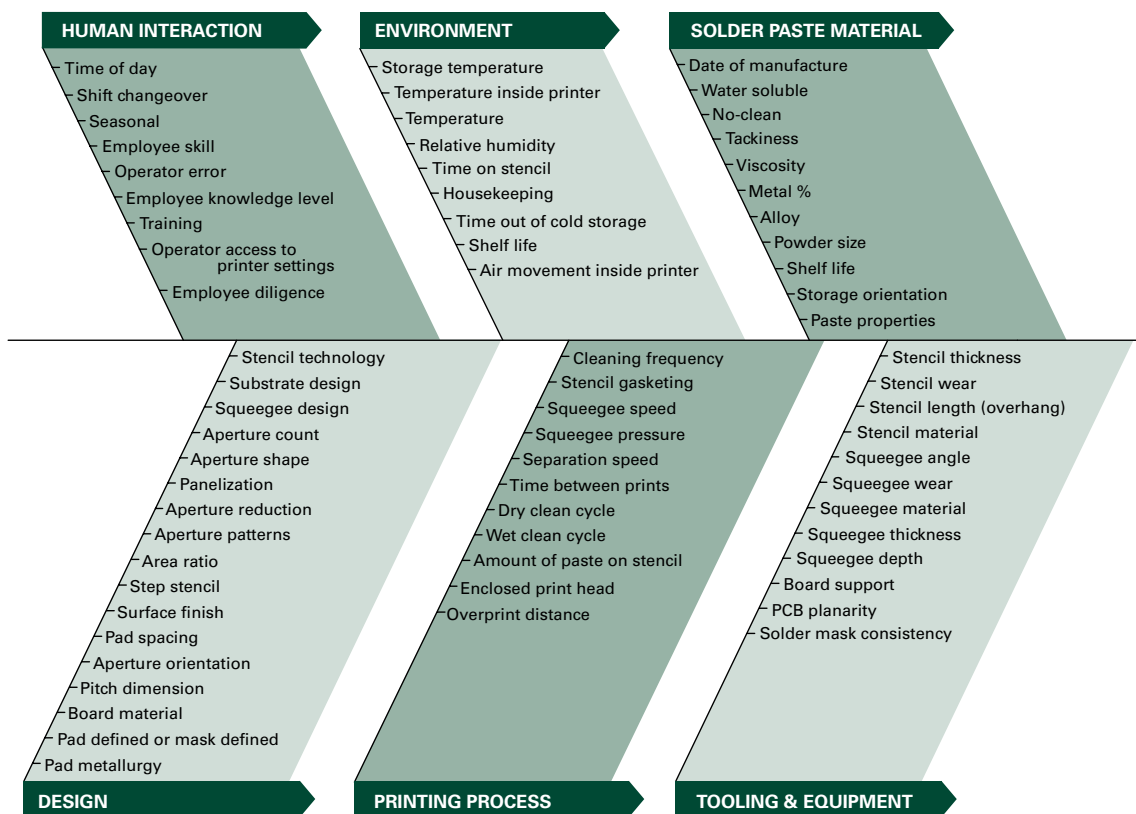 HUMAN INTERACTION
Time of day
Shift changeover
Seasonal
Employee skill
Operator error
Employee knowledge level
Training
Operator access to
printer settings
Employee diligence
ENVIRONMENT
Storage temperature
Temperature inside printer
Temperature
Relative humidity
Time on stencil
Housekeeping
Time out of cold storage
Shelf life
Air movement inside printer
SOLDER PASTE MATERIAL
Date of manufacture
Water soluble
No-clean
Tackiness
Viscosity
Metal %
Alloy
Powder size
Shelf life
Storage orientation
Paste properties
Stencil technology
Substrate design
Squeegee design
Aperture count
Aperture shape
Panelization
Aperture reduction
Aperture patterns
Area ratio
Step stencil
Surface finish
Pad spacing
Aperture orientation
Pitch dimension
Board material
Pad defined or mask defined
Pad metallurgy
DESIGN
Cleaning frequency
Stencil gasketing
Squeegee speed
Squeegee pressure
Separation speed
Time between prints
Dry clean cycle
Wet clean cycle
Amount of paste on stencil
Enclosed print head
Overprint distance
PRINTING PROCESS
Stencil thickness
Stencil wear
Stencil length (overhang)
Stencil material
Squeegee angle
Squeegee wear
Squeegee material
Squeegee thickness
Squeegee depth
Board support
PCB planarity
Solder mask consistency
TOOLING & EQUIPMENT